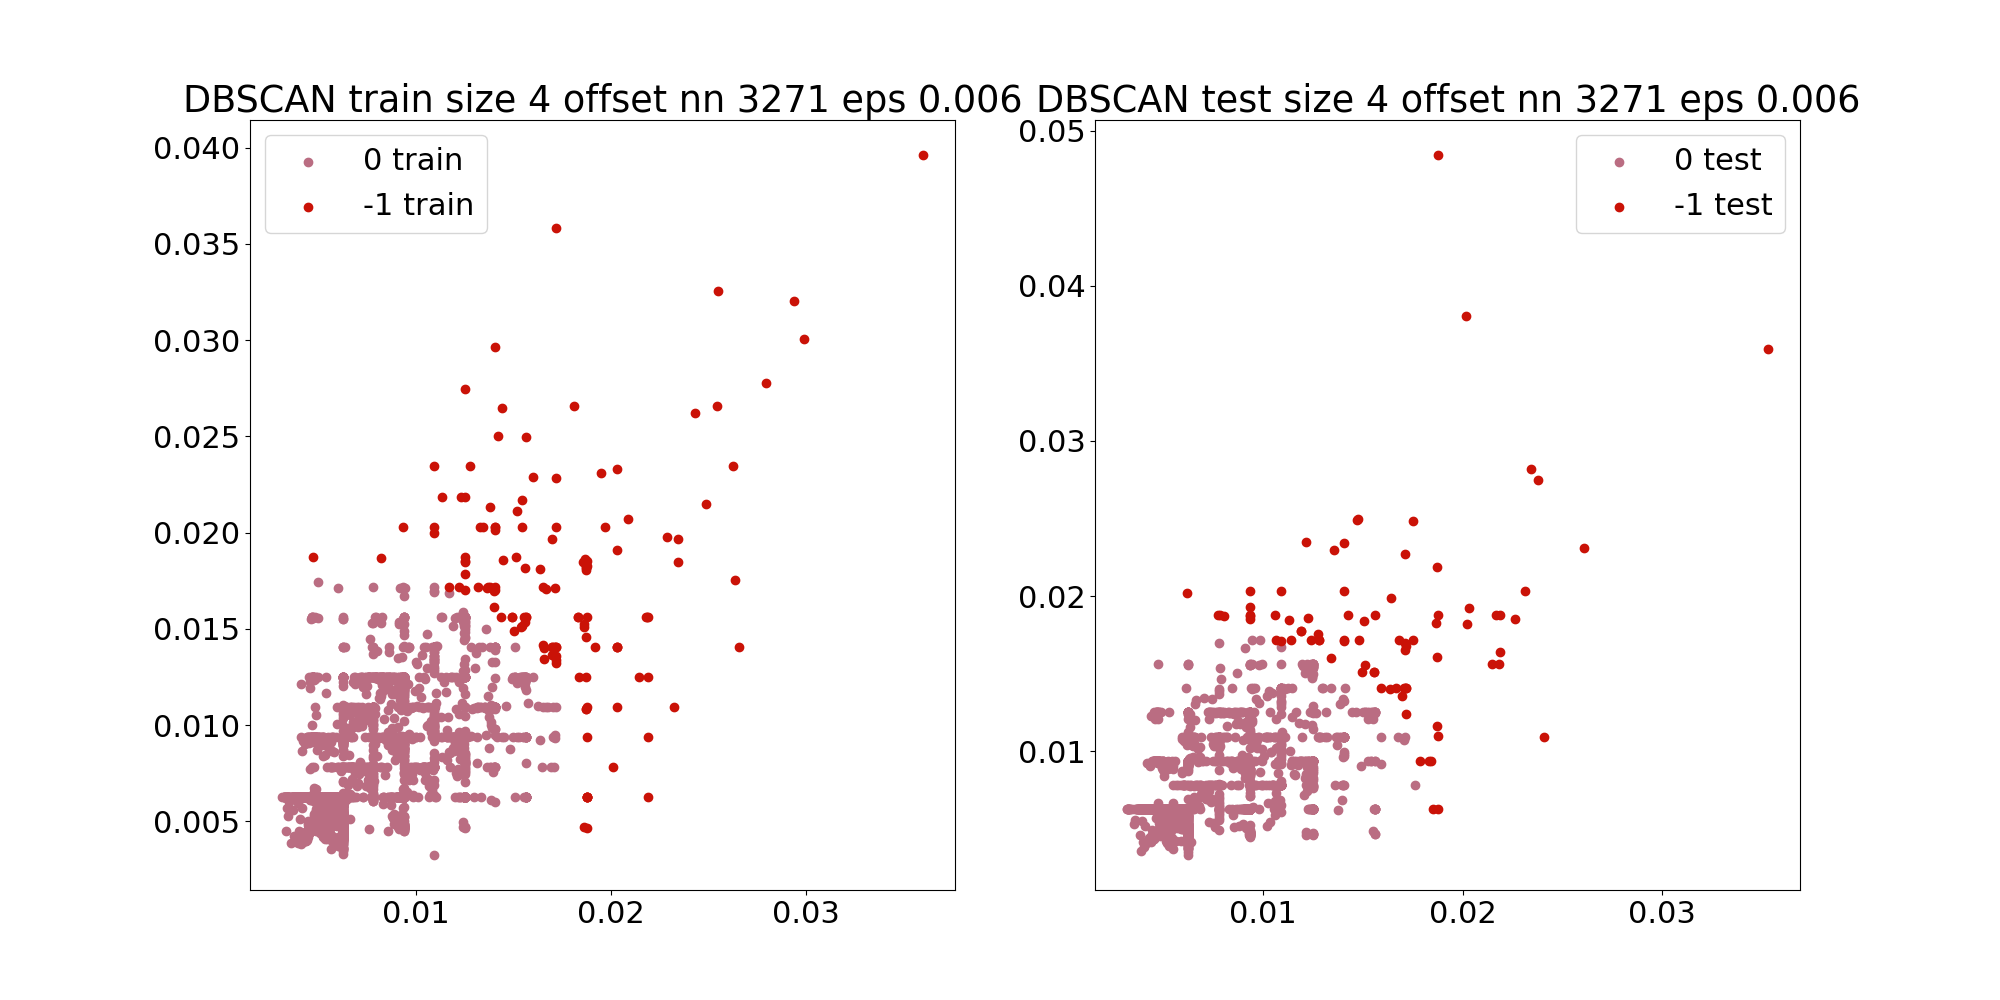 DBSCAN train size 4 offset nn 3271 eps 0.006
0 train
-1 train
0.040
0.035
0.030
0.025
0.020
0.015
0.010
0.005
0.01 0.02 0.03
DBSCAN test size 4 offset nn 3271 eps 0.006
0 test
-1 test
0.05
0.04
0.03
0.02
0.01
0.01 0.02 0.03